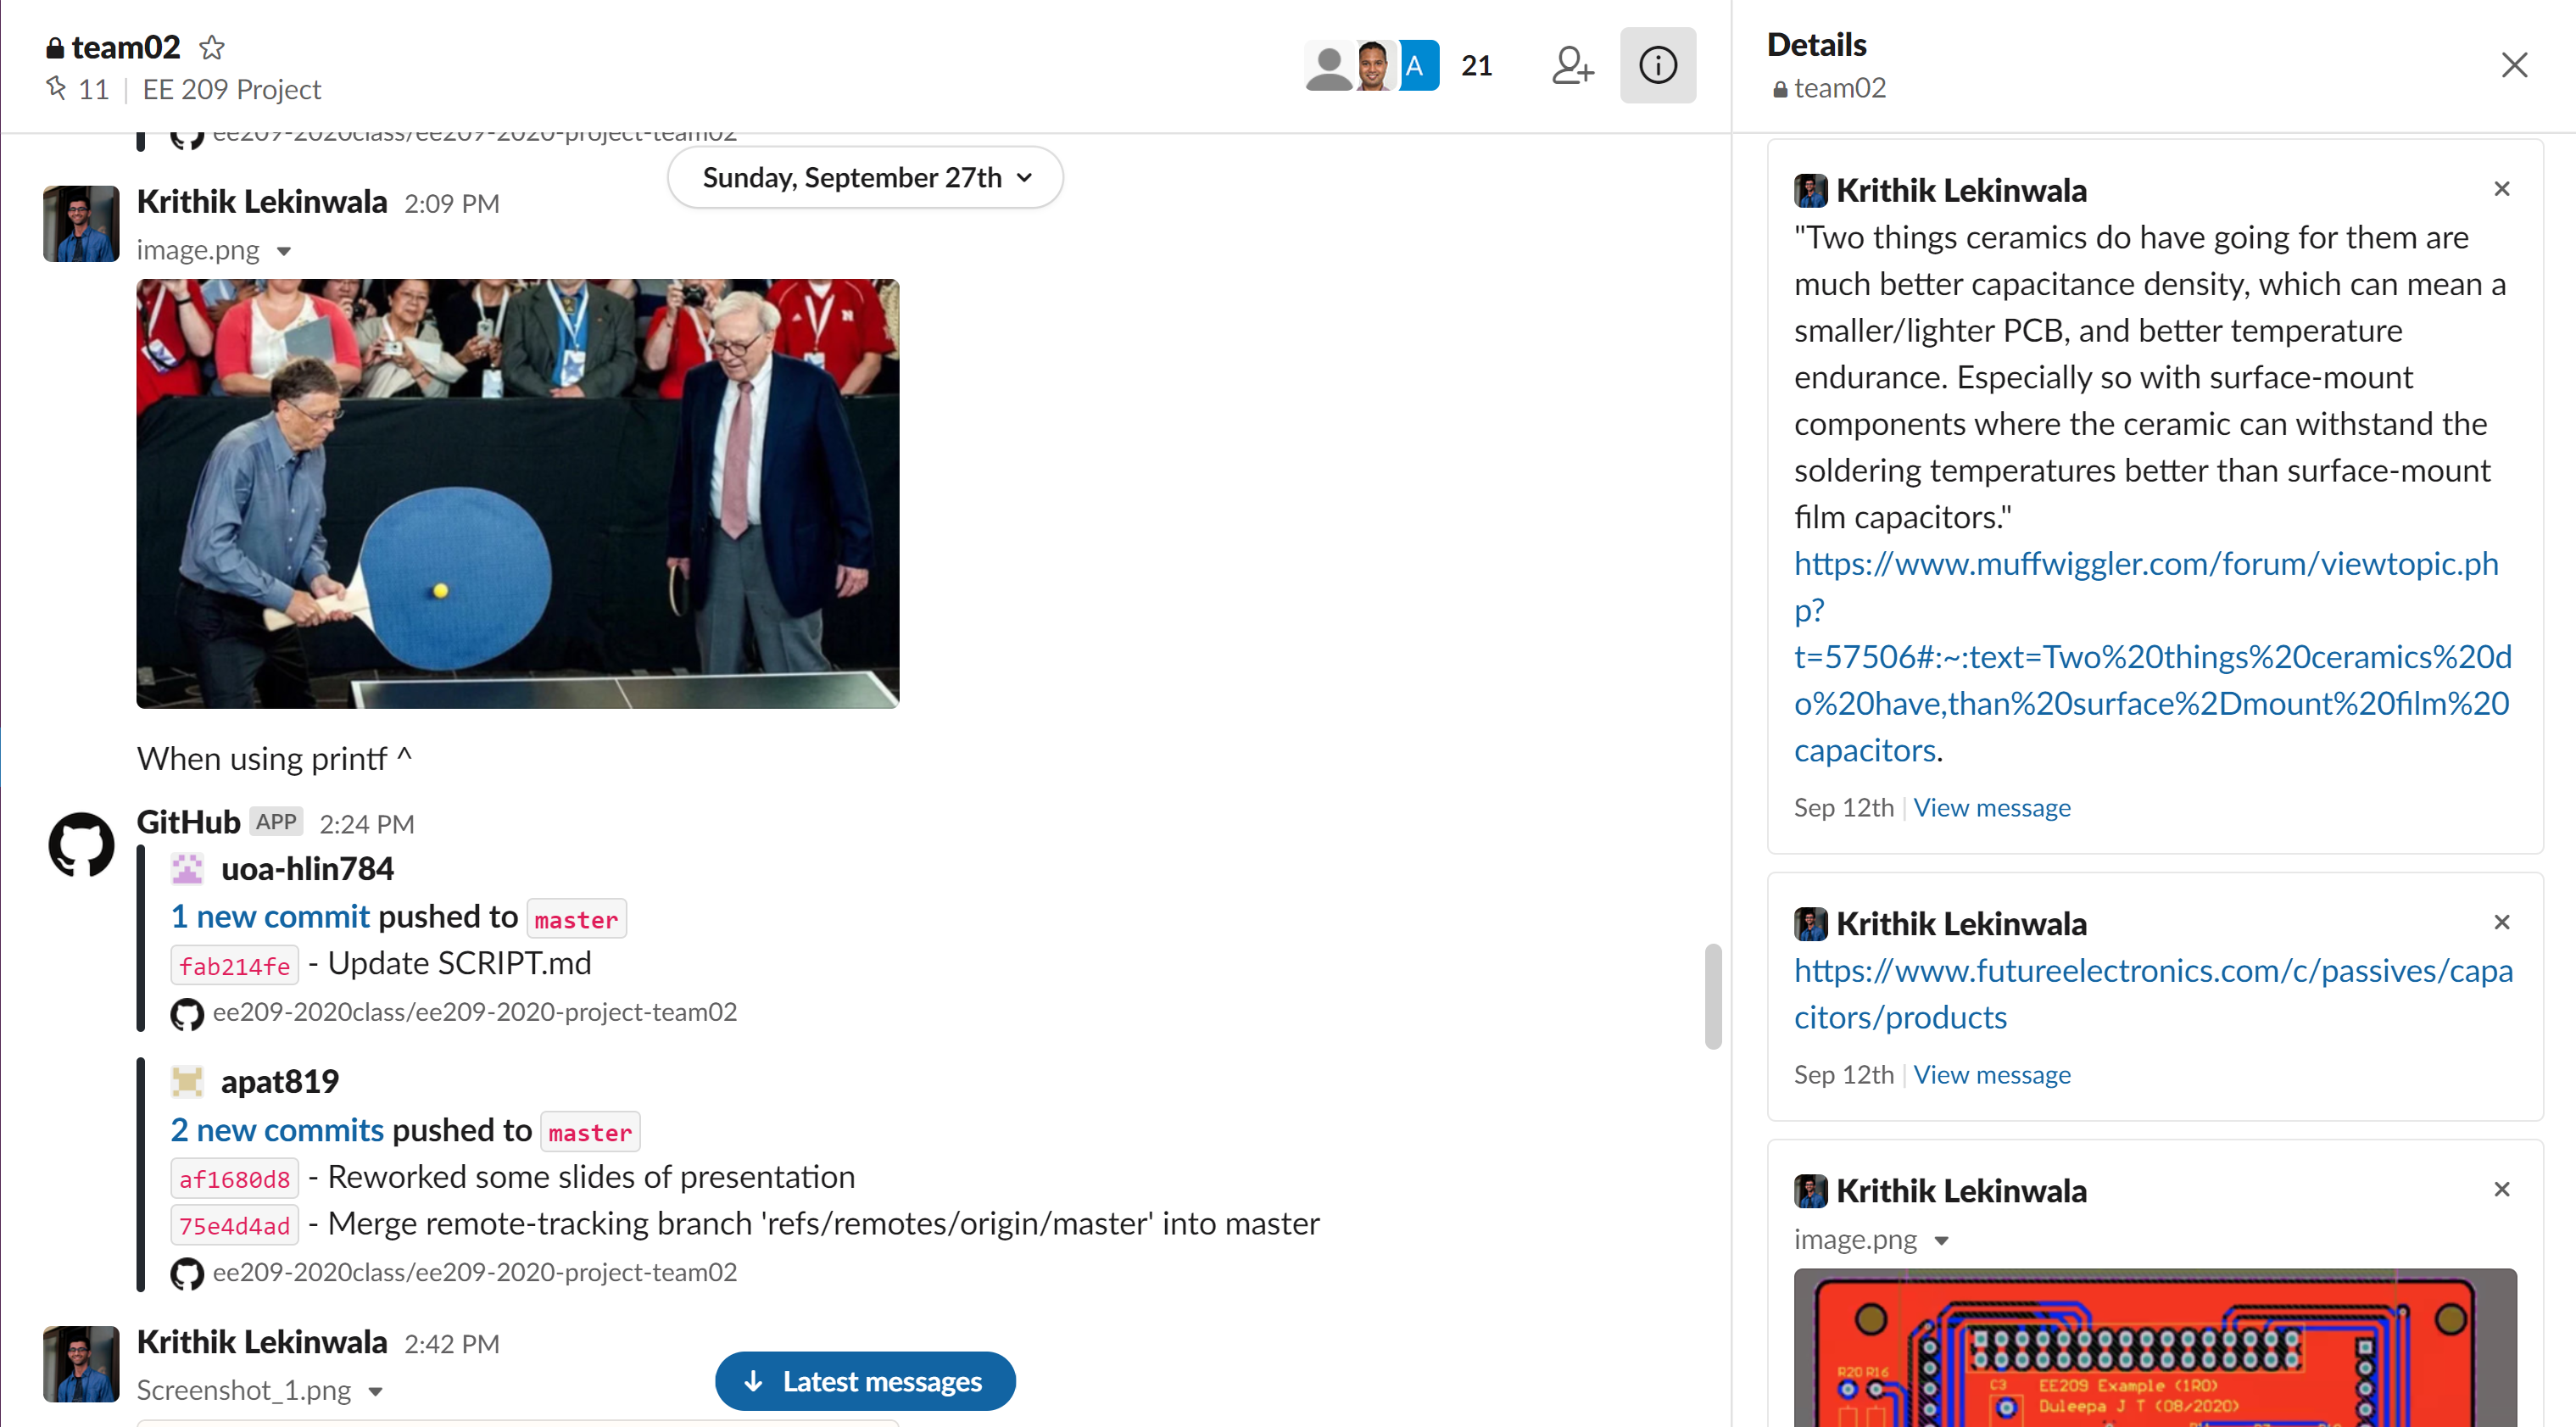 team02
11 | EE 209 Project
A
21
Details
team02
ee209-2020class/ee209-2020-project-team02
Sunday, September 27th
Krithik Lekinwala 2:09 PM
image.png
N
When using printf ^
GitHub APP 2:24 PM
uoa-hlin784
1 new commit pushed to master
fab214fe - Update SCRIPT.md
ee209-2020class/ee209-2020-project-team02
apat819
2 new commits pushed to master
af1680d8 - Reworked some slides of presentation
75e4d4ad - Merge remote-tracking branch 'refs/remotes/origin/master' into master
ee209-2020class/ee209-2020-project-team02
Krithik Lekinwala 2:42 PM
Screenshot_1.png
Latest messages
Krithik Lekinwala
"Two things ceramics do have going for them are
much better capacitance density, which can mean a
smaller/lighter PCB, and better temperature
endurance. Especially so with surface-mount
components where the ceramic can withstand the
soldering temperatures better than surface-mount
film capacitors."
https://www.muffwiggler.com/forum/viewtopic.ph
p?
t=57506#:~:text=Two%20things%20ceramics%20d
o%20have,than%20surface%2Dmount%20film%20
capacitors.
Sep 12th | View message
Krithik Lekinwala
https://www.futureelectronics.com/c/passives/capa
citors/products
Sep 12th | View message
Krithik Lekinwala
image.png
R20 R16
C3
EE209 Example (1R0)
Duleepa J T (08/2020)